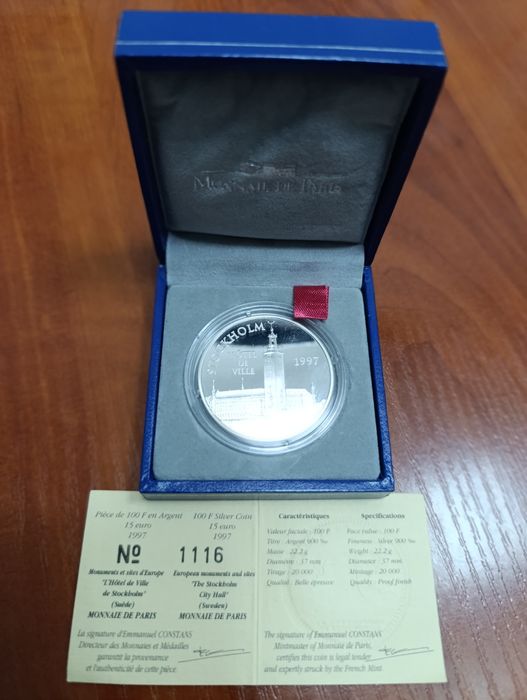 MONNAIE DE PARIS
STOCKHOLM
HÔTEL
DE
VILLE
1997
Pièce de 100 F en Argent
15 euro
1997
100 F Silver Coin
15 euro
1997
Nº 1116
Monuments et sites d'Europe
"L'Hôtel de Ville
de Stockholm"
(Suède)
MONNAIE DE PARIS
European monuments and sites
"The Stockholm
City Hall"
(Sweden)
MONNAIE DE PARIS
La signature d'Emmanuel CONSTANS
Directeur des Monnaies et Médailles
garantit la provenance
et l'authenticité de cette pièce.
Caractéristiques
Valeur faciale : 100 F
Titre : Argent 900 ‰
Masse : 22.2 g
Diamètre : 37 mm
Tirage : 20 000
Qualité : Belle épreuve
Specifications
Face value : 100 F
Fineness : Silver 900 ‰
Weight : 22.2 g
Diameter : 37 mm
Mintage : 20 000
Quality : Proof finish
The signature of Emmanuel CONSTANS
Mintmaster of Monnaie de Paris,
certifies this coin is legal tender
and expertly struck by the French Mint.